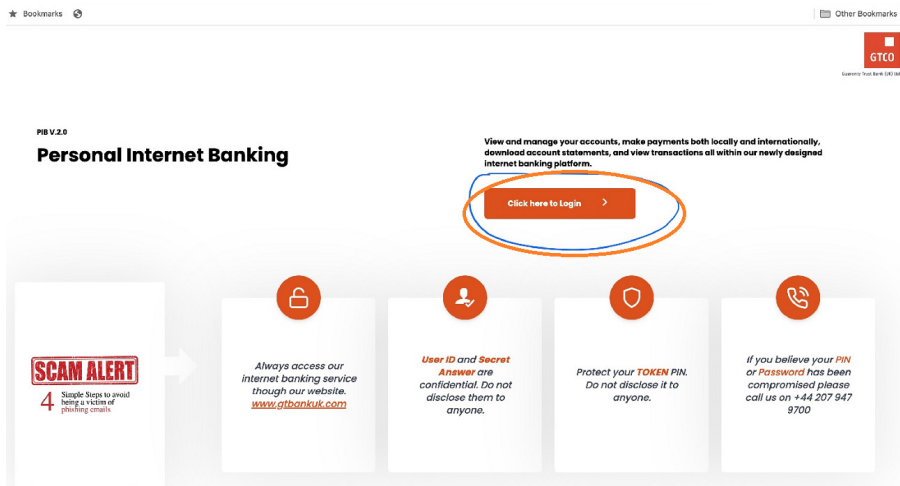 Bookmarks
Other Bookmarks
GTCO
Guaranty Trust Bank (UK) Ltd
PIB V.2.0
Personal Internet Banking
View and manage your accounts, make payments both locally and internationally,
download account statements, and view transactions all within our newly designed
internet banking platform.
Click here to Login
SCAM ALERT
4 Simple Steps to avoid
being a victim of
phishing emails
Always access our
internet banking service
though our website.
www.gtbankuk.com
User ID and Secret
Answer are
confidential. Do not
disclose them to
anyone.
Protect your TOKEN PIN.
Do not disclose it to
anyone.
If you believe your PIN
or Password has been
compromised please
call us on +44 207 947
9700